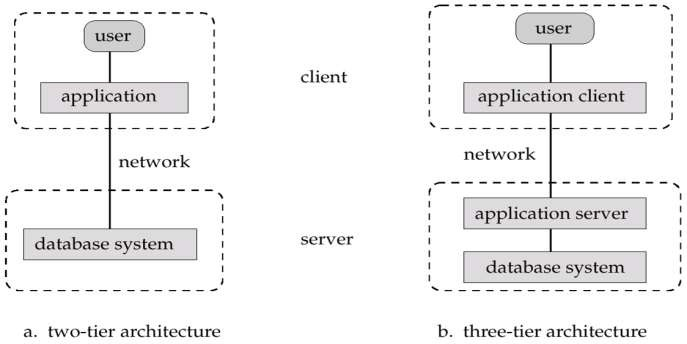 user
application
network
database system
a. two-tier architecture
client
server
user
application client
network
application server
database system
b. three-tier architecture